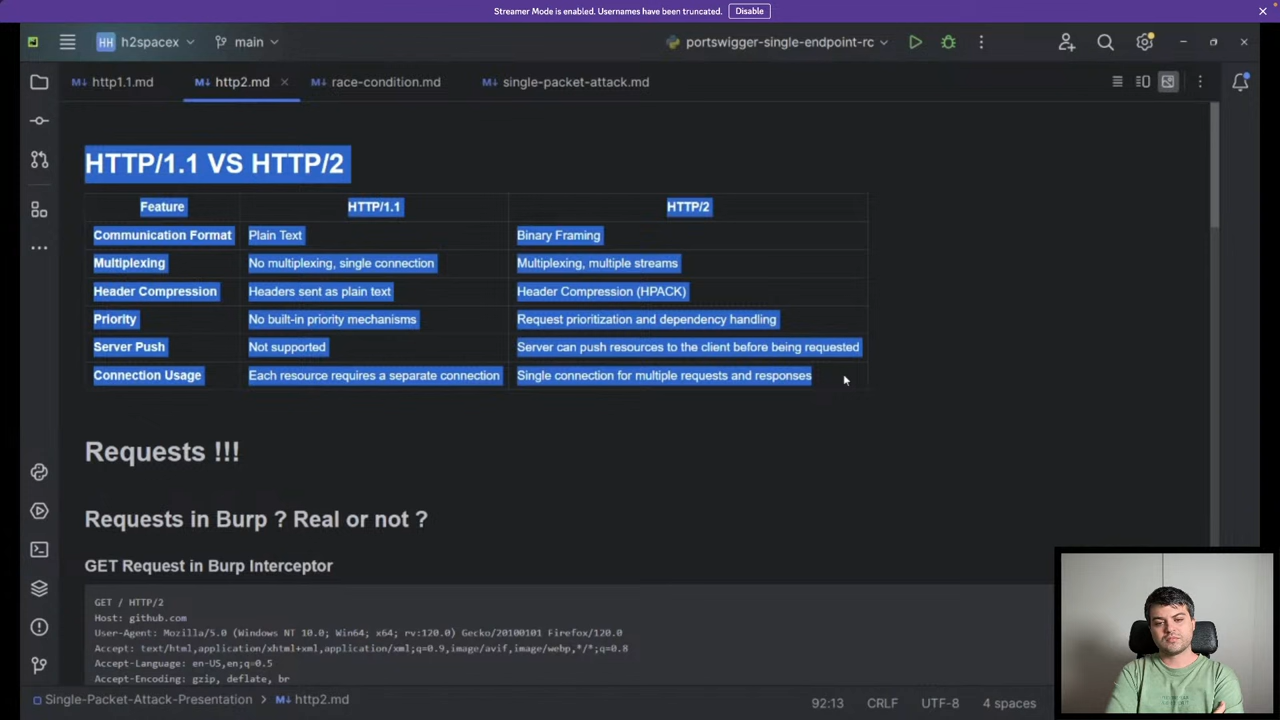 Streamer Mode is enabled. Usernames have been truncated. Disable
HH h2spacex main portswigger-single-endpoint-rc
http1.1.md http2.md race-condition.md single-packet-attack.md
HTTP/1.1 VS HTTP/2
Feature HTTP/1.1 HTTP/2
Communication Format Plain Text Binary Framing
Multiplexing No multiplexing, single connection Multiplexing, multiple streams
Header Compression Headers sent as plain text Header Compression (HPACK)
Priority No built-in priority mechanisms Request prioritization and dependency handling
Server Push Not supported Server can push resources to the client before being requested
Connection Usage Each resource requires a separate connection Single connection for multiple requests and responses
Requests !!!
Requests in Burp ? Real or not ?
GET Request in Burp Interceptor
GET / HTTP/2
Host: github.com
User-Agent: Mozilla/5.0 (Windows NT 10.0; Win64; x64; rv:120.0) Gecko/20100101 Firefox/120.0
Accept: text/html,application/xhtml+xml,application/xml;q=0.9,image/avif,image/webp,*/*;q=0.8
Accept-Language: en-US,en;q=0.5
Accept-Encoding: gzip, deflate, br
Single-Packet-Attack-Presentation > http2.md 92:13 CRLF UTF-8 4 spaces